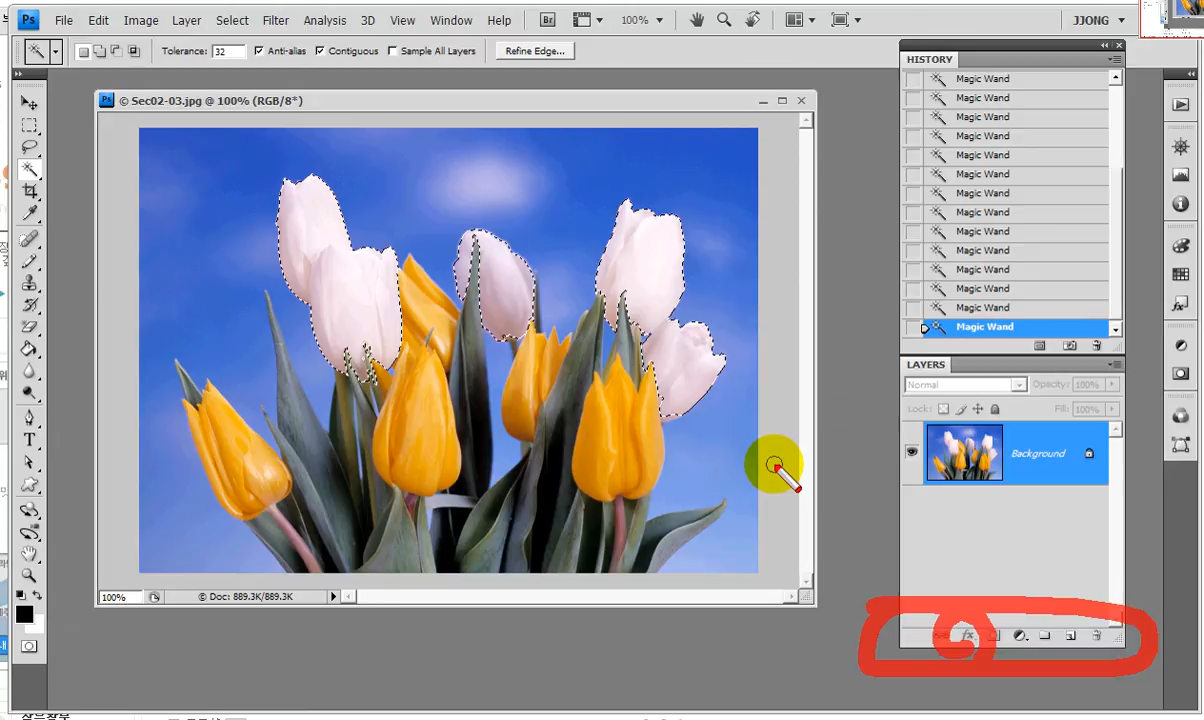 Ps File Edit Image Layer Select Filter Analysis 3D View Window Help Br 100% JJONG
Tolerance: 32 Anti-alias Contiguous Sample All Layers Refine Edge...
HISTORY
Magic Wand
Magic Wand
Magic Wand
Magic Wand
Magic Wand
Magic Wand
Magic Wand
Magic Wand
Magic Wand
Magic Wand
Magic Wand
Magic Wand
Magic Wand
Magic Wand
Ps © Sec02-03.jpg @ 100% (RGB/8*)
LAYERS
Normal Opacity: 100%
Lock: Fill: 100%
Background
100% © Doc: 889.3K/889.3K
fx
T